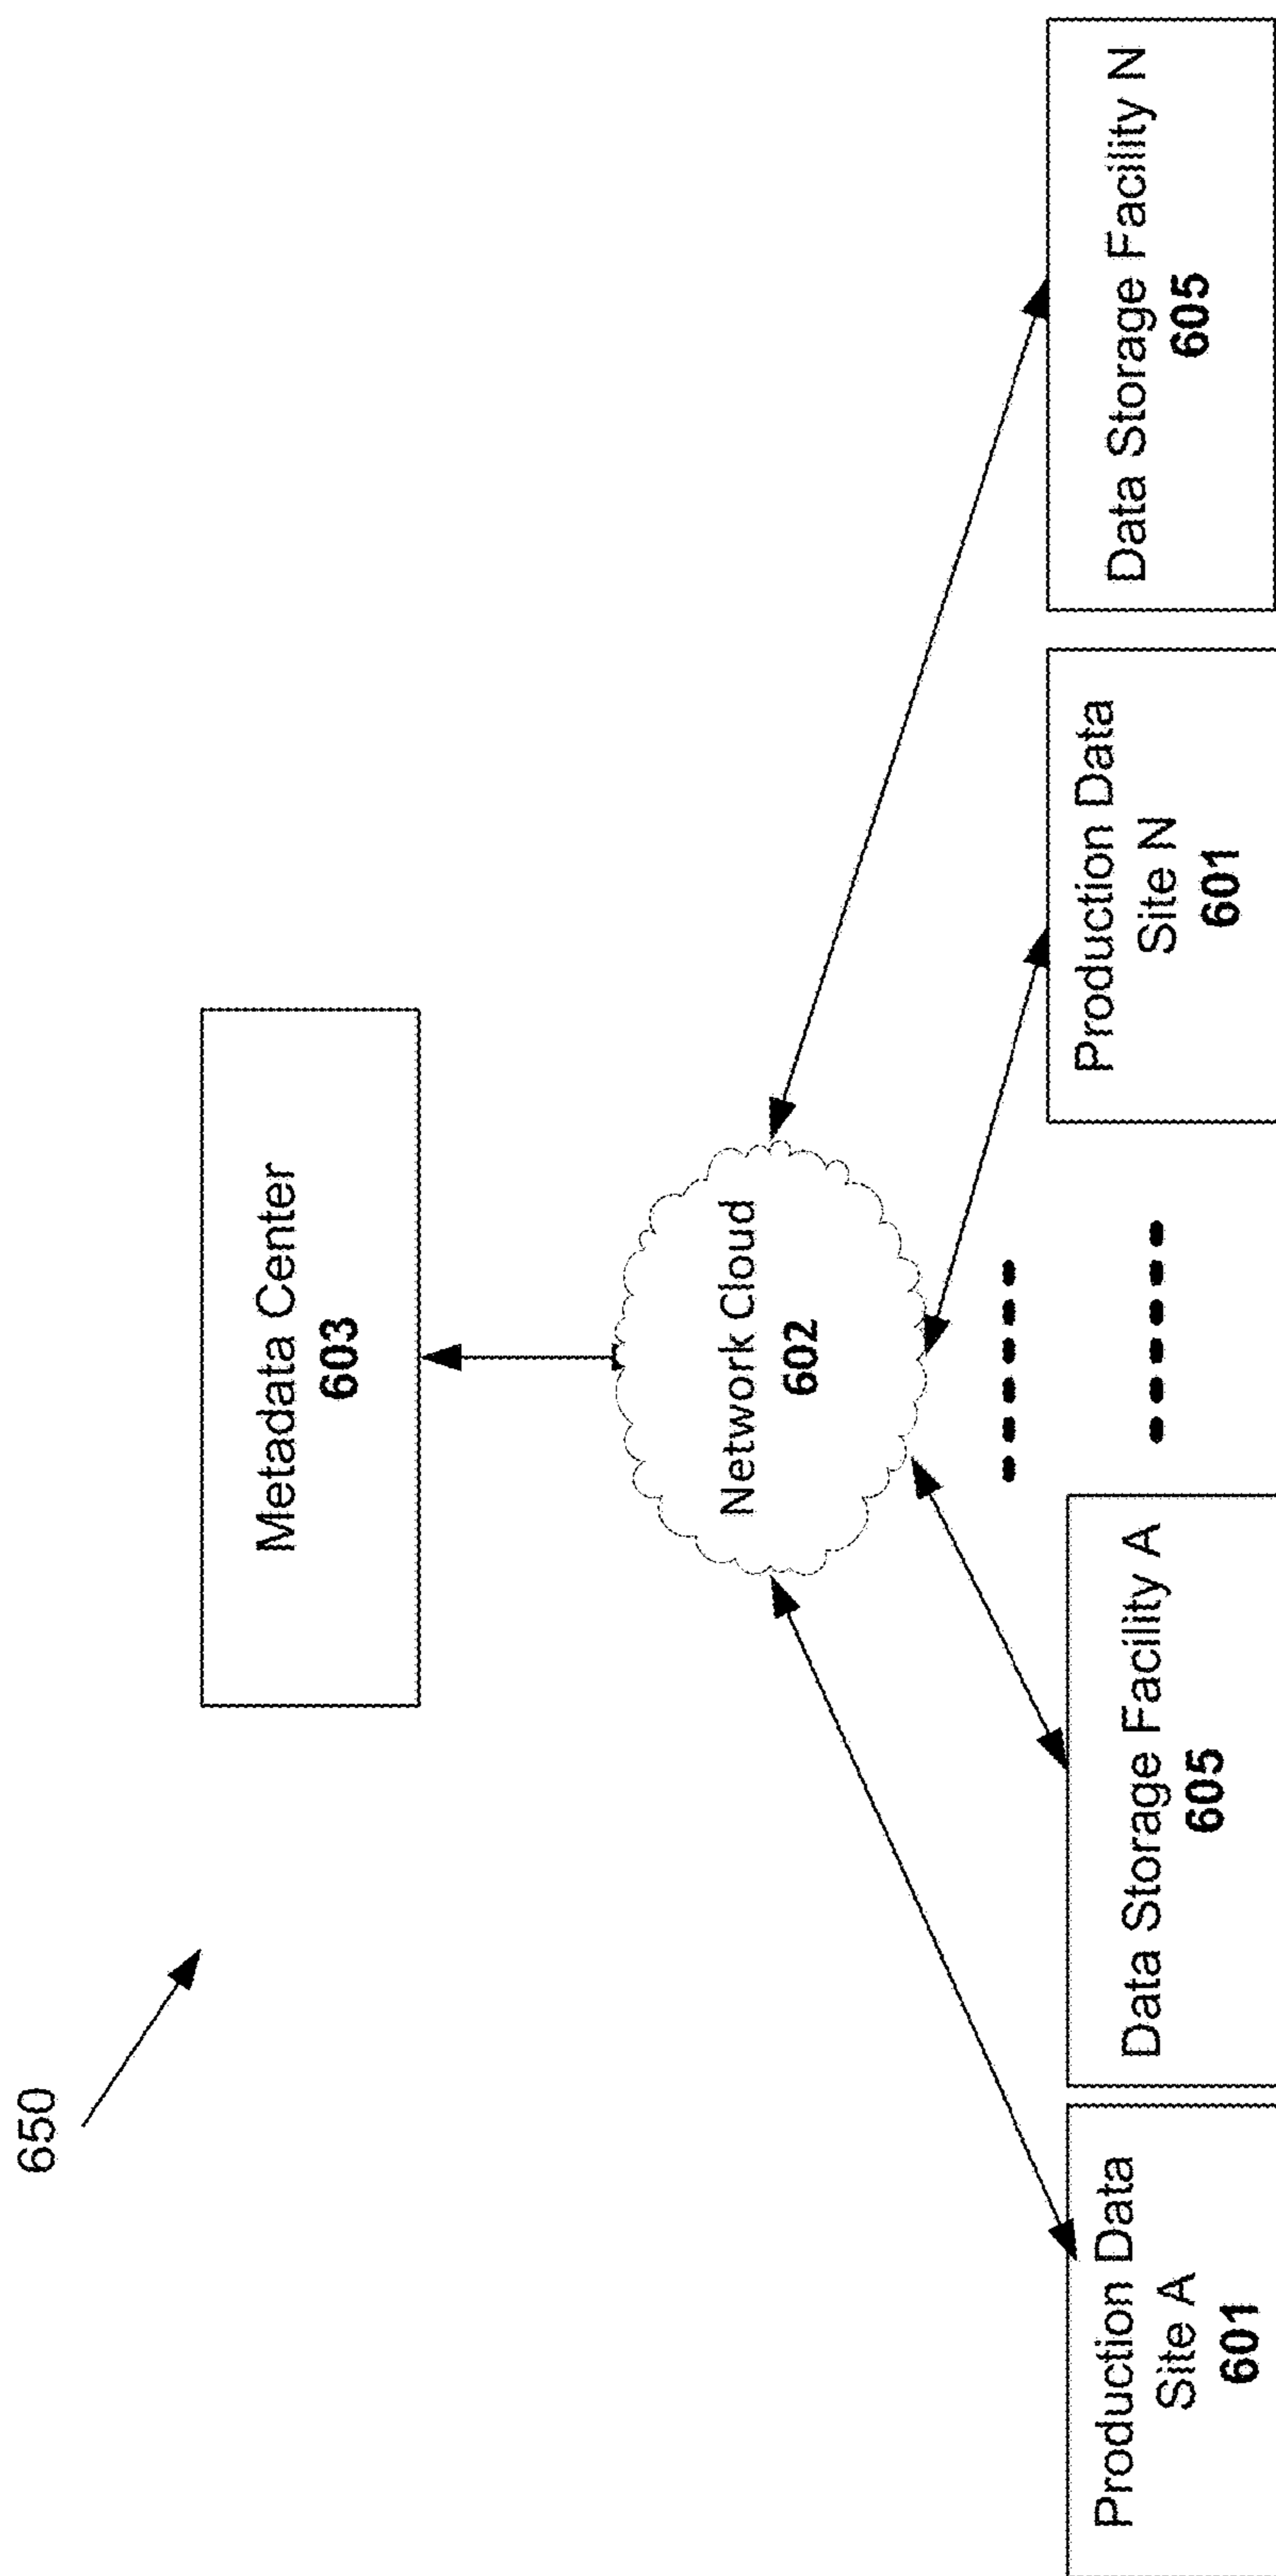 650
Metadata Center
603
Network Cloud
602
Production Data
Site A
601
Data Storage Facility A
605
Production Data
Site N
601
Data Storage Facility N
605